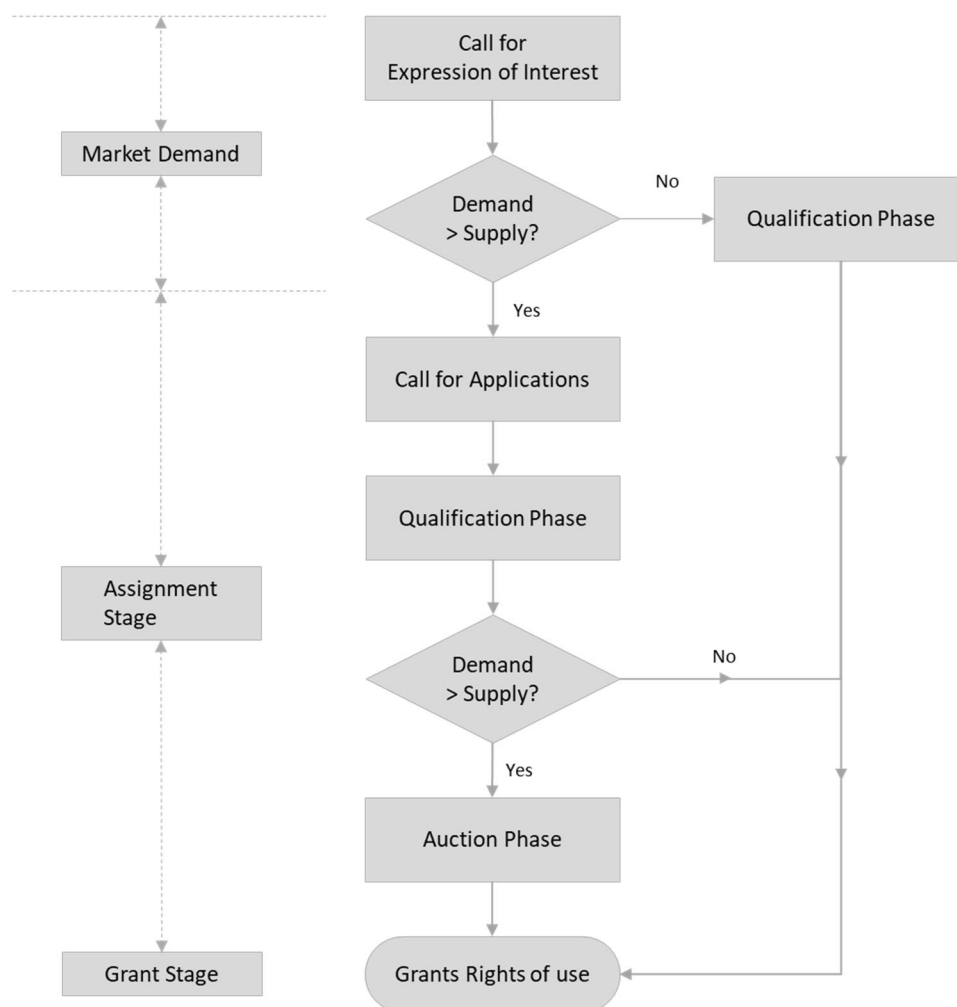 Call for
Expression of Interest
Market Demand
Demand
> Supply?
No
Qualification Phase
Yes
Call for Applications
Qualification Phase
Assignment
Stage
Demand
> Supply?
No
Yes
Auction Phase
Grant Stage
Grants Rights of use